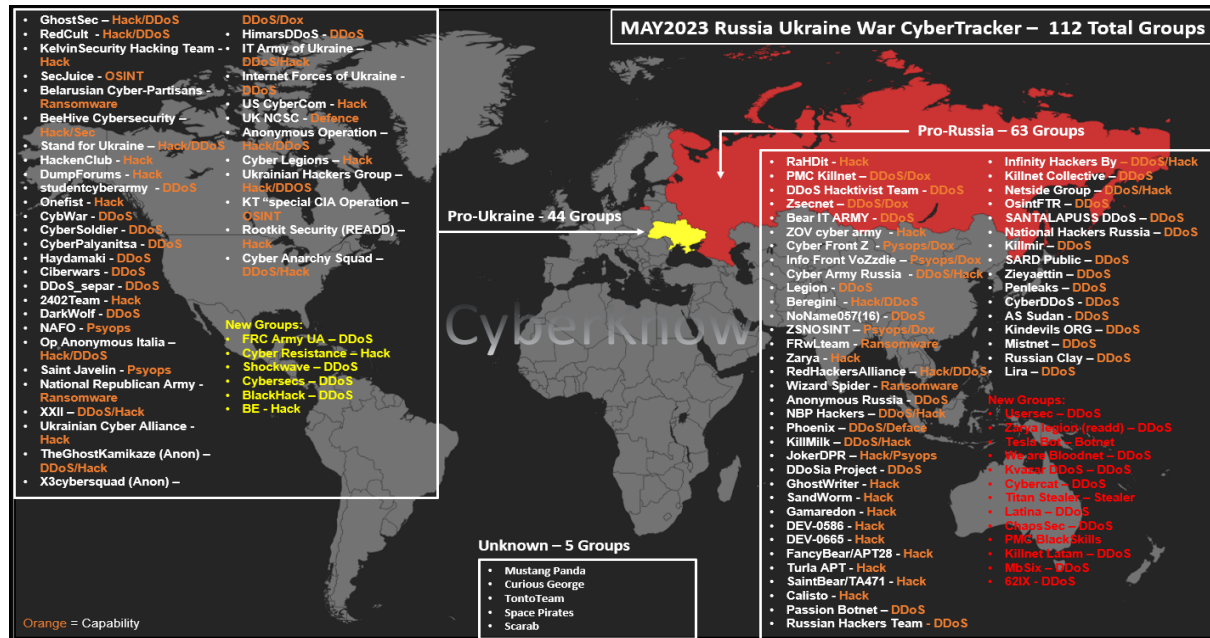 MAY2023 Russia Ukraine War CyberTracker – 112 Total Groups
• GhostSec – Hack/DDoS
• RedCult – Hack/DDoS
• KelvinSecurity Hacking Team -
Hack
• SecJuice - OSINT
• Belarusian Cyber-Partisans -
Ransomware
• BeeHive Cybersecurity –
Hack/Sec
• Stand for Ukraine – Hack/DDoS
• HackenClub - Hack
• DumpForums - Hack
• studentcyberarmy – DDoS
• Onefist - Hack
• CybWar – DDoS
• CyberSoldier – DDoS
• CyberPalyanitsa – DDoS
• Haydamaki – DDoS
• Ciberwars – DDoS
• DDoS_separ – DDoS
• 2402Team - Hack
• DarkWolf – DDoS
• NAFO - Psyops
• Op_Anonymous Italia –
Hack/DDoS
• Saint Javelin - Psyops
• National Republican Army -
Ransomware
• XXII – DDoS/Hack
• Ukrainian Cyber Alliance -
Hack
• TheGhostKamikaze (Anon) –
DDoS/Hack
• X3cybersquad (Anon) –
DDoS/Dox
• HimarsDDoS - DDoS
• IT Army of Ukraine –
DDoS/Hack
• Internet Forces of Ukraine -
DDoS
• US CyberCom - Hack
• UK NCSC - Defence
• Anonymous Operation –
Hack/DDoS
• Cyber Legions – Hack
• Ukrainian Hackers Group –
Hack/DDOS
• KT “special CIA Operation –
OSINT
• Rootkit Security (READD) –
Hack
• Cyber Anarchy Squad –
DDoS/Hack
New Groups:
• FRC Army UA – DDoS
• Cyber Resistance – Hack
• Shockwave – DDoS
• Cybersecs – DDoS
• BlackHack – DDoS
• BE - Hack
Pro-Ukraine - 44 Groups
CyberKnow
Pro-Russia – 63 Groups
• RaHDit - Hack
• PMC Killnet – DDoS/Dox
• DDoS Hacktivist Team - DDoS
• Zsecnet – DDoS/Dox
• Bear IT ARMY – DDoS
• ZOV cyber army – Hack
• Cyber Front Z - Pysops/Dox
• Info Front VoZzdie – Psyops/Dox
• Cyber Army Russia – DDoS/Hack
• Legion – DDoS
• Beregini - Hack/DDoS
• NoName057(16) – DDoS
• ZSNOSINT – Psyops/Dox
• FRwLteam - Ransomware
• Zarya - Hack
• RedHackersAlliance – Hack/DDoS
• Wizard Spider - Ransomware
• Anonymous Russia - DDoS
• NBP Hackers – DDoS/Hack
• Phoenix – DDoS/Deface
• KillMilk – DDoS/Hack
• JokerDPR – Hack/Psyops
• DDoSia Project - DDoS
• GhostWriter - Hack
• SandWorm - Hack
• Gamaredon - Hack
• DEV-0586 - Hack
• DEV-0665 - Hack
• FancyBear/APT28 - Hack
• Turla APT - Hack
• SaintBear/TA471 - Hack
• Calisto - Hack
• Passion Botnet – DDoS
• Russian Hackers Team - DDoS
• Infinity Hackers By – DDoS/Hack
• Killnet Collective – DDoS
• Netside Group – DDoS/Hack
• OsintFTR – DDoS
• SANTALAPUSS DDoS – DDoS
• National Hackers Russia – DDoS
• Killmir – DDoS
• SARD Public – DDoS
• Zieyaettin – DDoS
• Penleaks – DDoS
• CyberDDoS – DDoS
• AS Sudan – DDoS
• Kindevils ORG – DDoS
• Mistnet – DDoS
• Russian Clay – DDoS
• Lira – DDoS
New Groups:
• Usersec – DDoS
• Zarya legion (readd) – DDoS
• Tesla Bot – Botnet
• We are Bloodnet – DDoS
• Kvazar DDoS – DDoS
• Cybercat – DDoS
• Titan Stealer – Stealer
• Latina – DDoS
• ChapsSec – DDoS
• PMC BlackSkills
• Killnet Latam – DDoS
• MbSix – DDoS
• 62IX - DDoS
Unknown – 5 Groups
• Mustang Panda
• Curious George
• TontoTeam
• Space Pirates
• Scarab
Orange = Capability